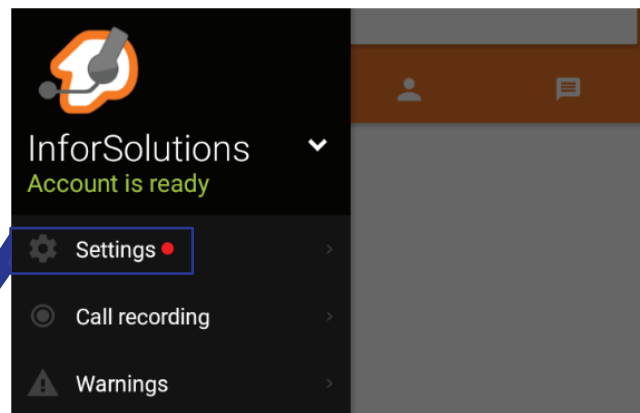 InforSolutions
Account is ready
Settings
Call recording
Warnings